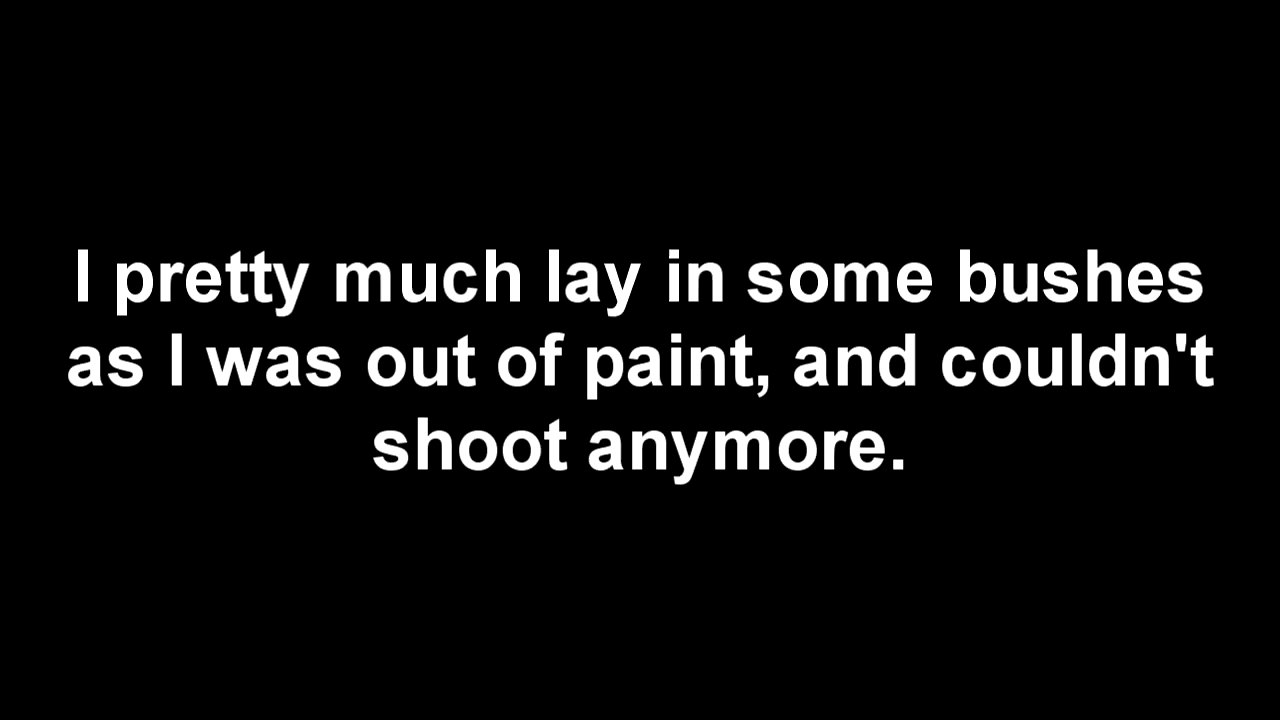 I pretty much lay in some bushes
as I was out of paint, and couldn't
shoot anymore.